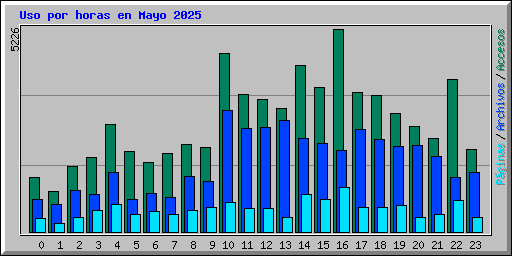 Uso por horas en Mayo 2025
5226
Páginas / Archivos / Accesos
0 1 2 3 4 5 6 7 8 9 10 11 12 13 14 15 16 17 18 19 20 21 22 23